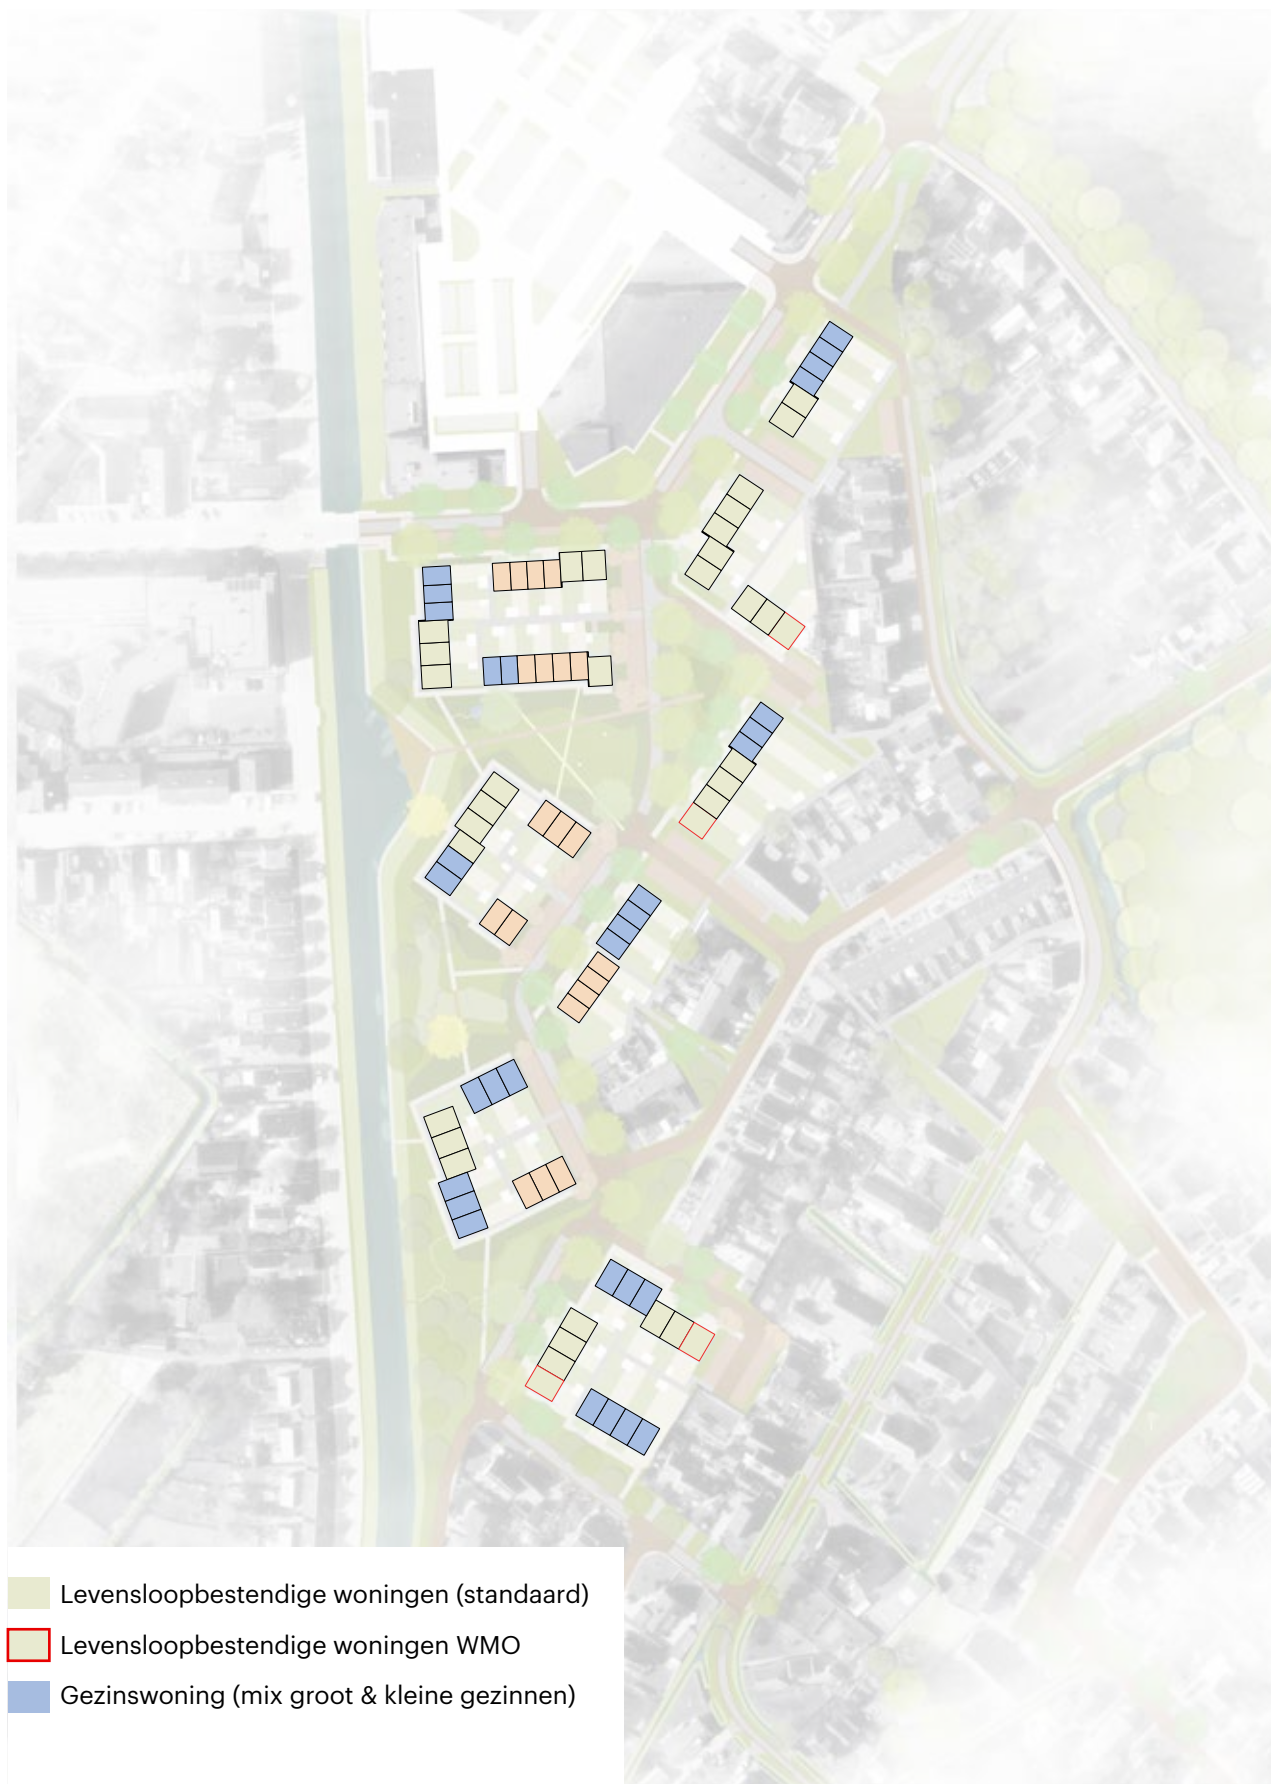 Levensloopbestendige woningen (standaard)
Levensloopbestendige woningen WMO
Gezinswoning (mix groot & kleine gezinnen)